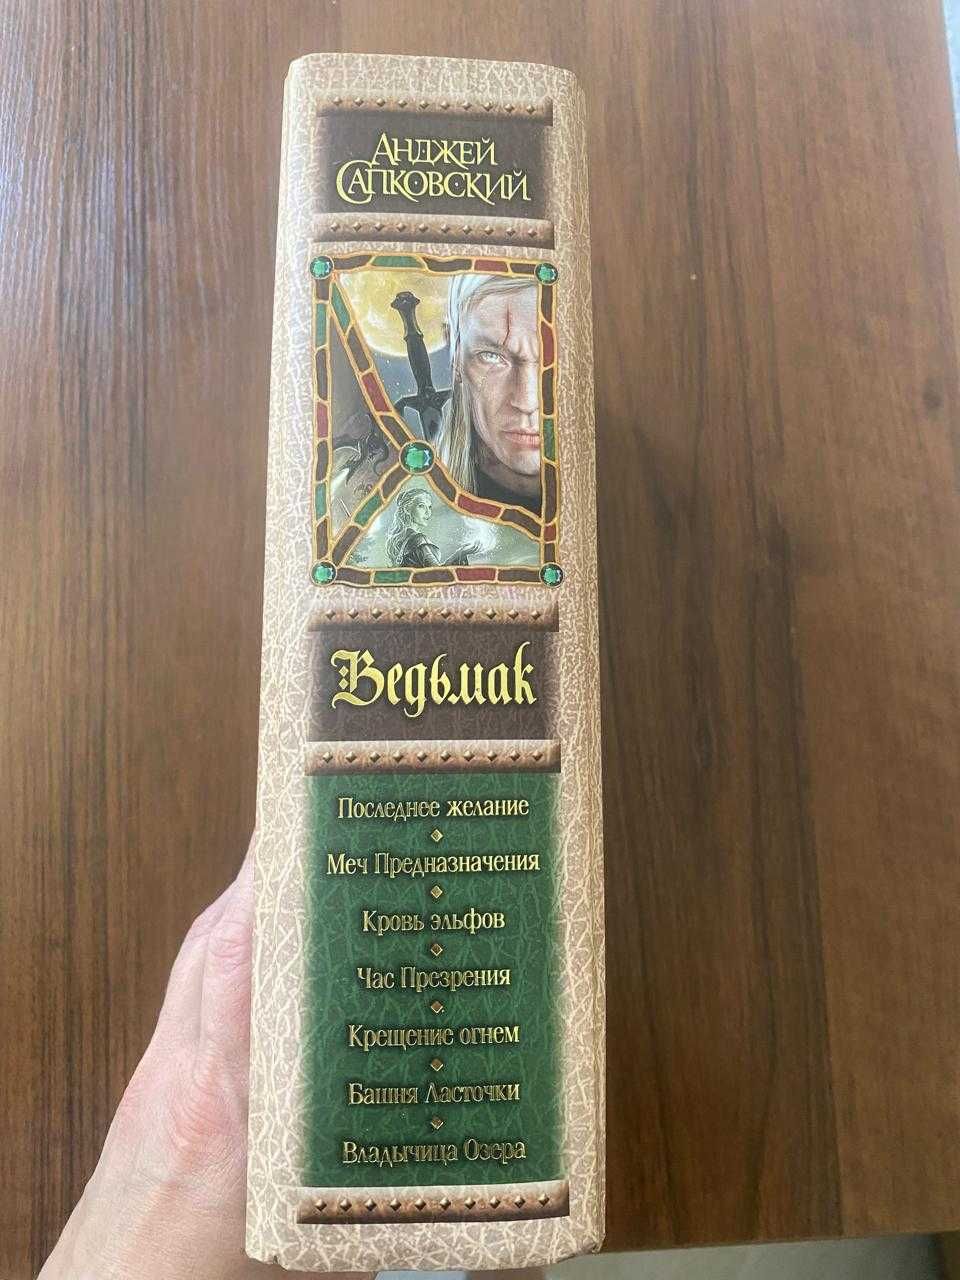 Анджей
Сапковский
Ведьмак
Последнее желание
Меч Предназначения
Кровь эльфов
Час Презрения
Крещение огнем
Башня Ласточки
Владычица Озера